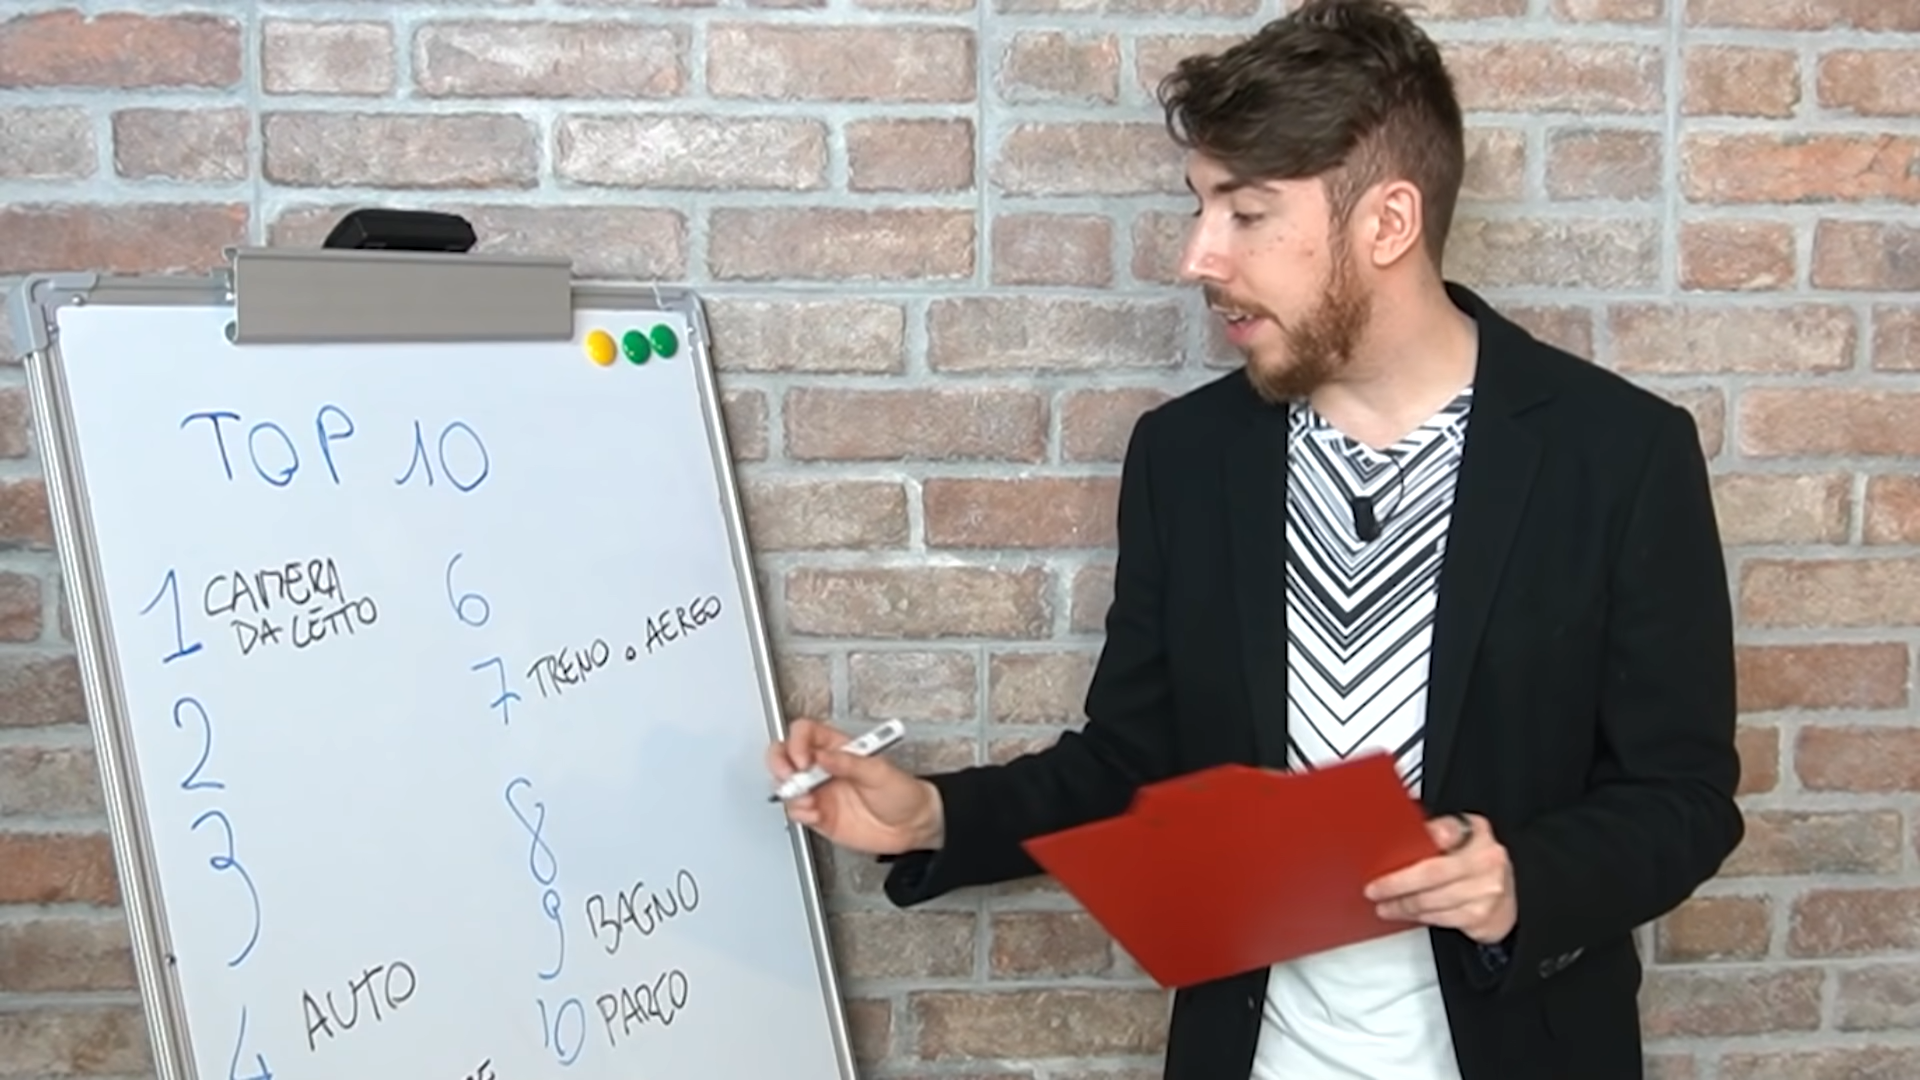 TOP 10
1 CAMERA
DA LETTO
2
3
4 AUTO
6
7 TRENO o AEREO
8
9 BAGNO
10 PARCO